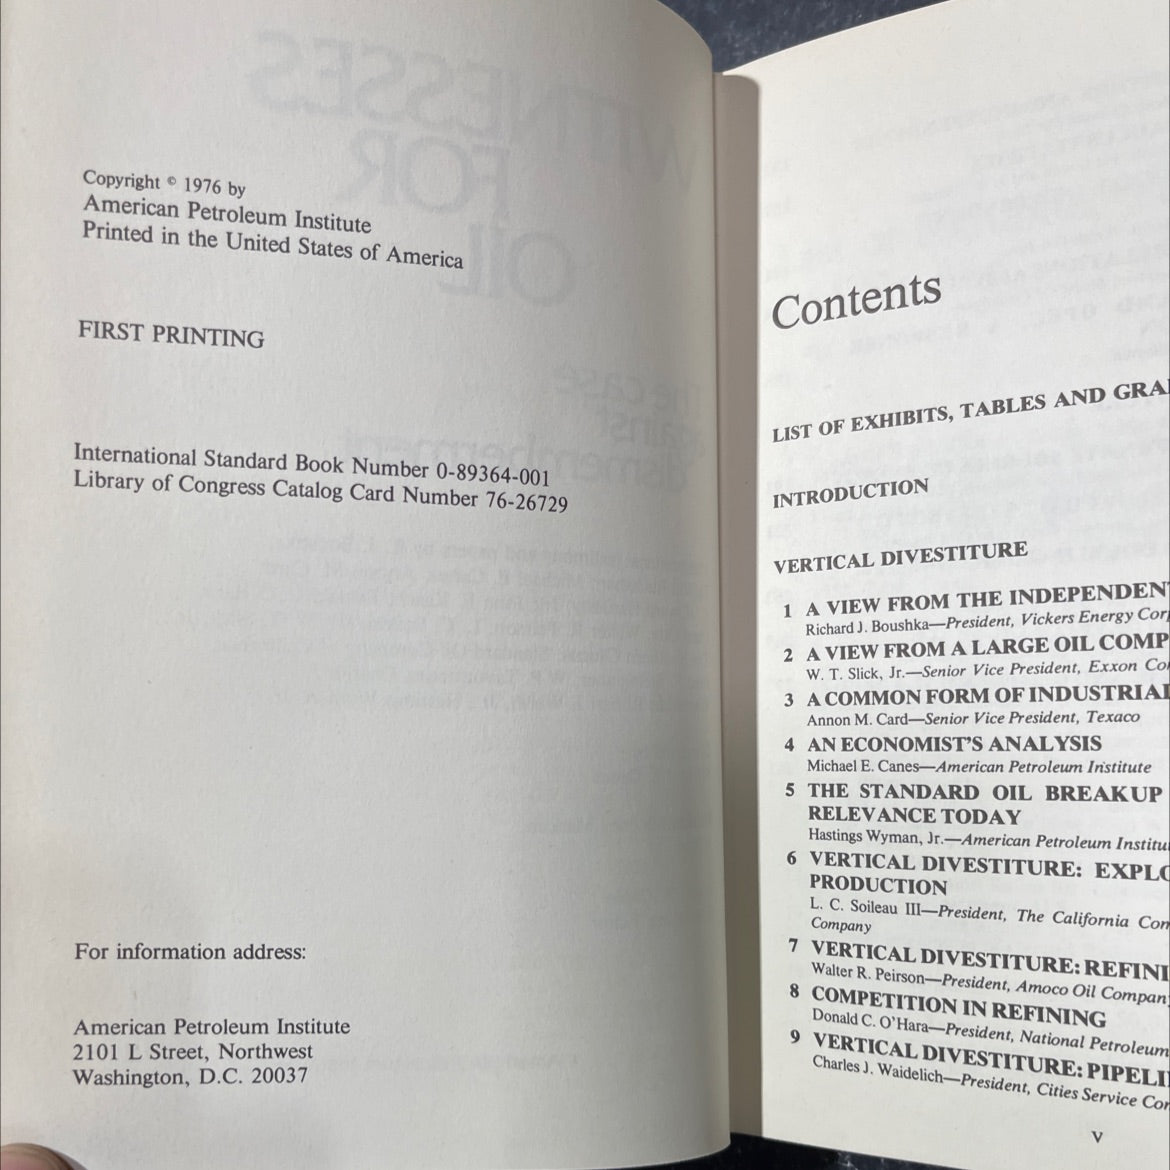 Copyright © 1976 by
American Petroleum Institute
Printed in the United States of America
FIRST PRINTING
International Standard Book Number 0-89364-001
Library of Congress Catalog Card Number 76-26729
For information address:
American Petroleum Institute
2101 L Street, Northwest
Washington, D.C. 20037
Contents
LIST OF EXHIBITS, TABLES AND GRA
INTRODUCTION
VERTICAL DIVESTITURE
1 A VIEW FROM THE INDEPENDEN
Richard J. Boushka—President, Vickers Energy Cor
2 A VIEW FROM A LARGE OIL COMP
W. T. Slick, Jr.—Senior Vice President, Exxon Co
3 A COMMON FORM OF INDUSTRIAL
Annon M. Card—Senior Vice President, Texaco
4 AN ECONOMIST'S ANALYSIS
Michael E. Canes—American Petroleum Institute
5 THE STANDARD OIL BREAKUP
RELEVANCE TODAY
Hastings Wyman, Jr.—American Petroleum Institu
6 VERTICAL DIVESTITURE: EXPLO
PRODUCTION
L. C. Soileau III—President, The California Com
Company
7 VERTICAL DIVESTITURE: REFINI
Walter R. Peirson—President, Amoco Oil Company
8 COMPETITION IN REFINING
Donald C. O'Hara—President, National Petroleum
9 VERTICAL DIVESTITURE: PIPELI
Charles J. Waidelich—President, Cities Service Co
v